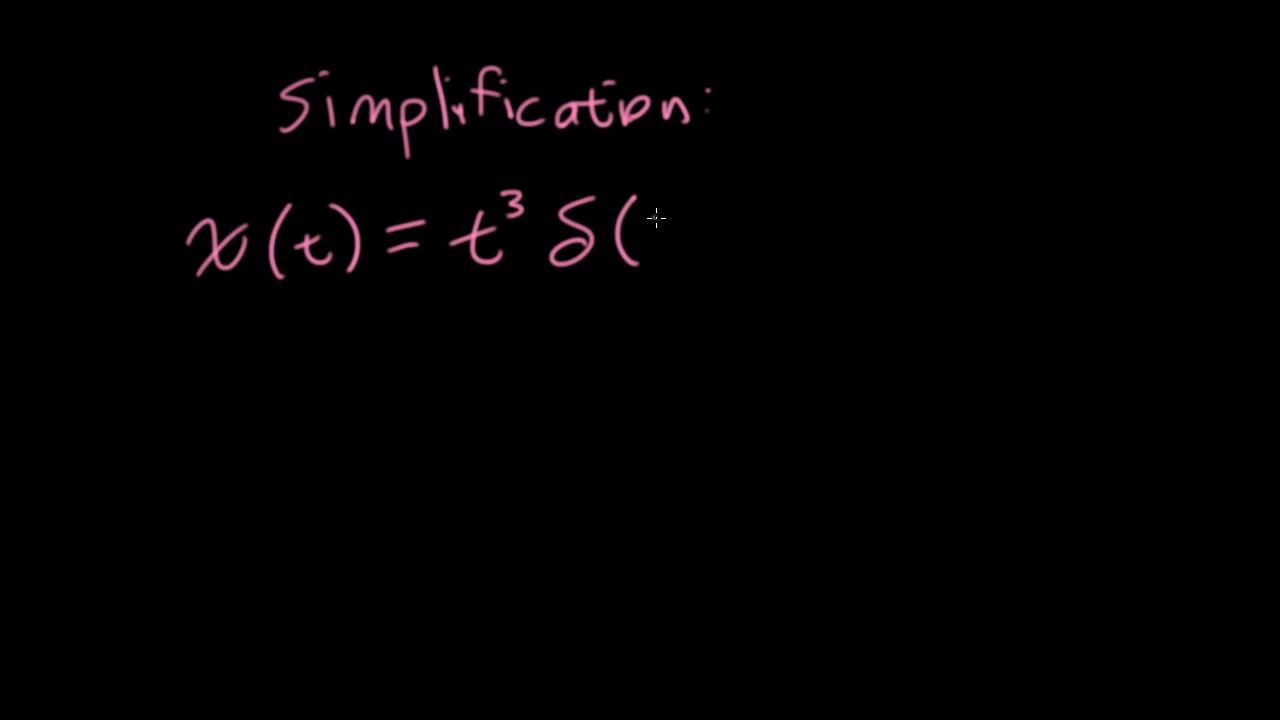 Simplification:
x(t) = t³ δ(